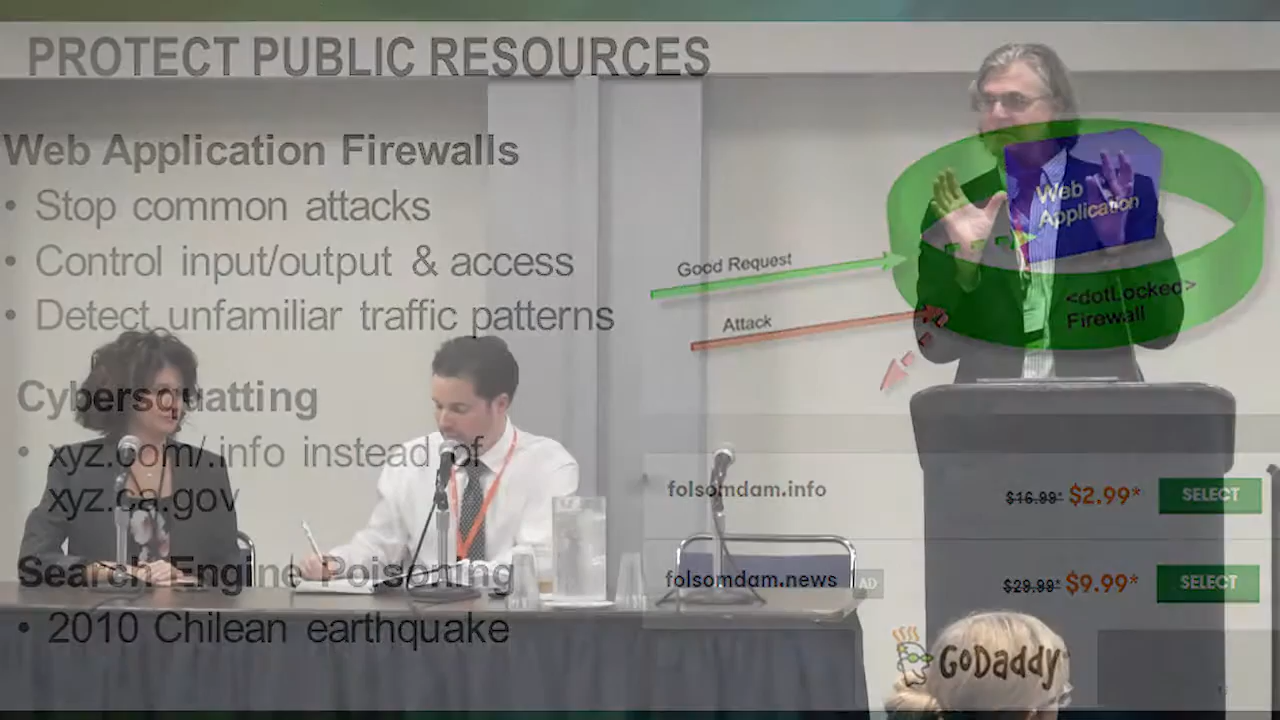 PROTECT PUBLIC RESOURCES
Web Application Firewalls
• Stop common attacks
• Control input/output & access
• Detect unfamiliar traffic patterns
Cybersquatting
• xyz.com/.info instead of
xyz.ca.gov
Search Engine Poisoning
• 2010 Chilean earthquake
Web
Application
Good Request
<dotLocked>
Firewall
Attack
folsomdam.info
$16.99* $2.99* SELECT
folsomdam.news AD
$29.99* $9.99* SELECT
GoDaddy